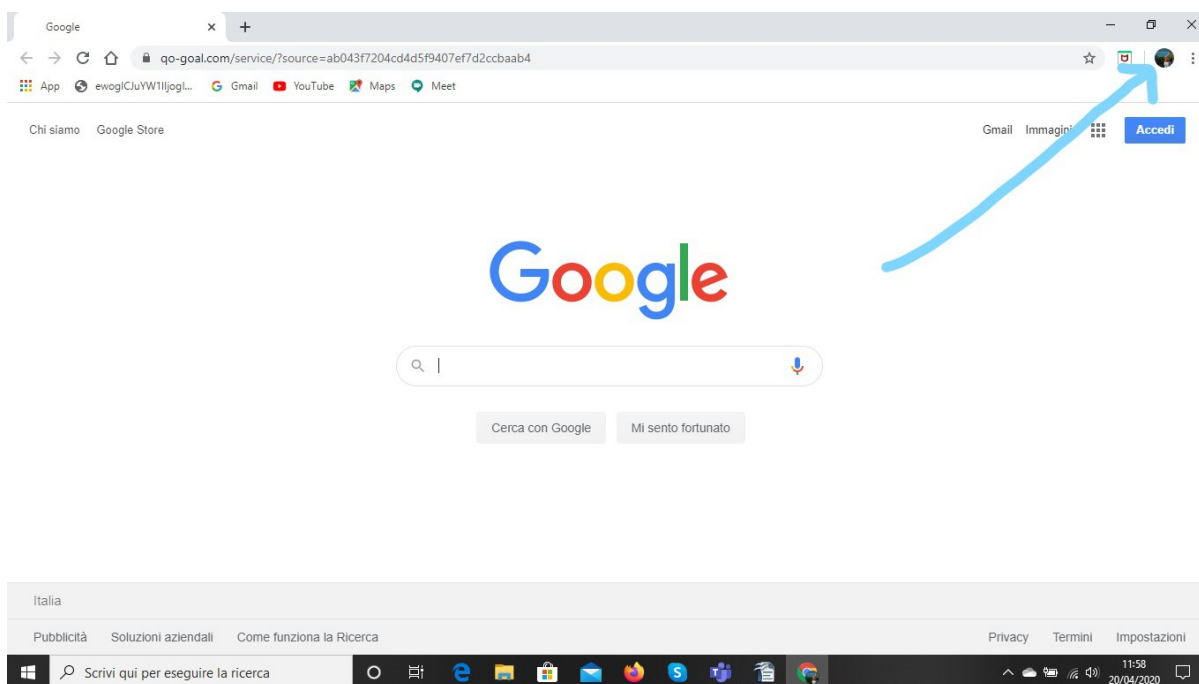 Google
qo-goal.com/service/?source=ab043f7204cd4d5f9407ef7d2ccbaab4
App ewogICJuYW1lIjogI... Gmail YouTube Maps Meet
Chi siamo Google Store Gmail Immagini Accedi
Google
Cerca con Google Mi sento fortunato
Italia
Pubblicità Soluzioni aziendali Come funziona la Ricerca Privacy Termini Impostazioni
Scrivi qui per eseguire la ricerca 11:58
20/04/2020